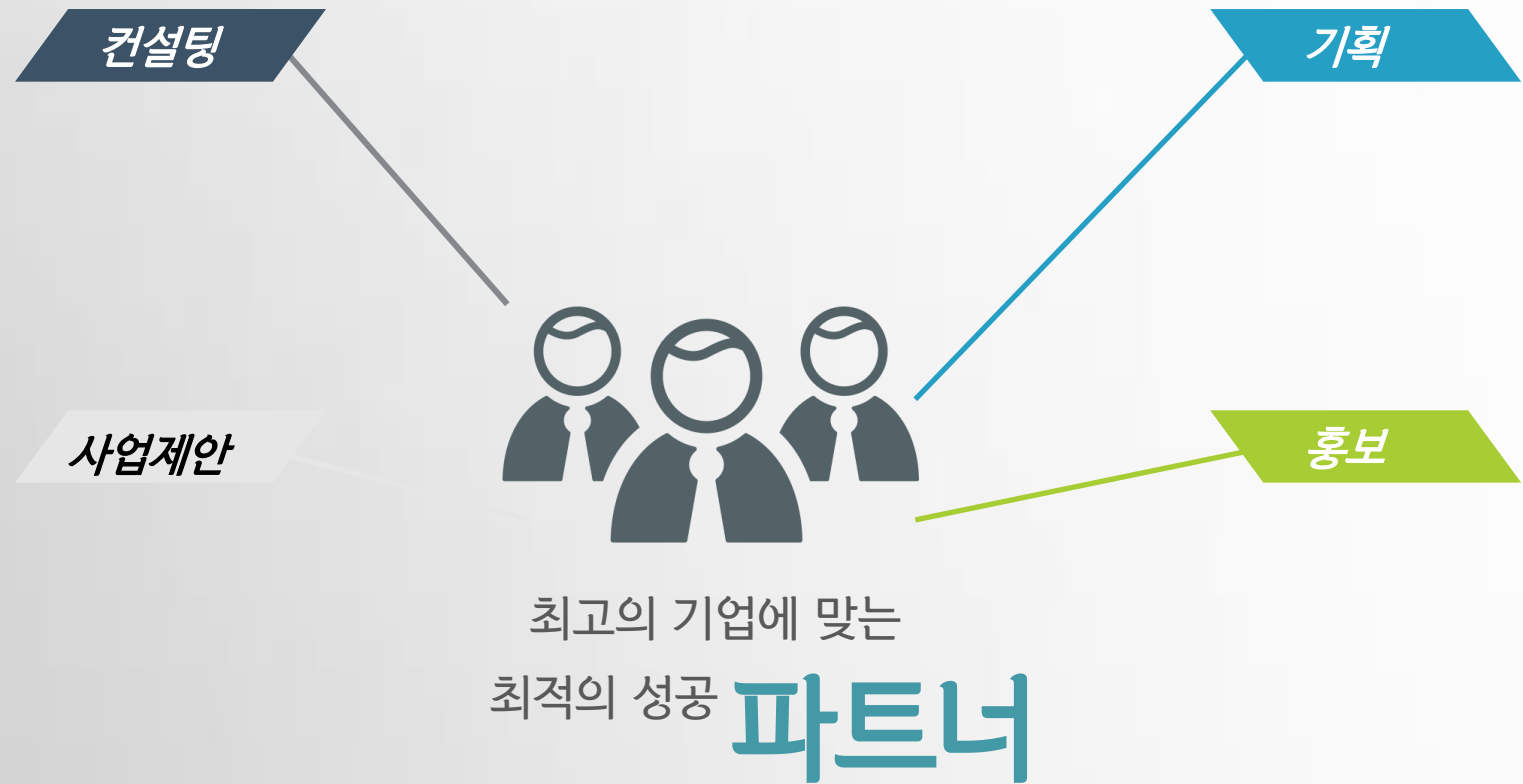 컨설팅
기획
사업제안
홍보
최고의 기업에 맞는
최적의 성공 파트너